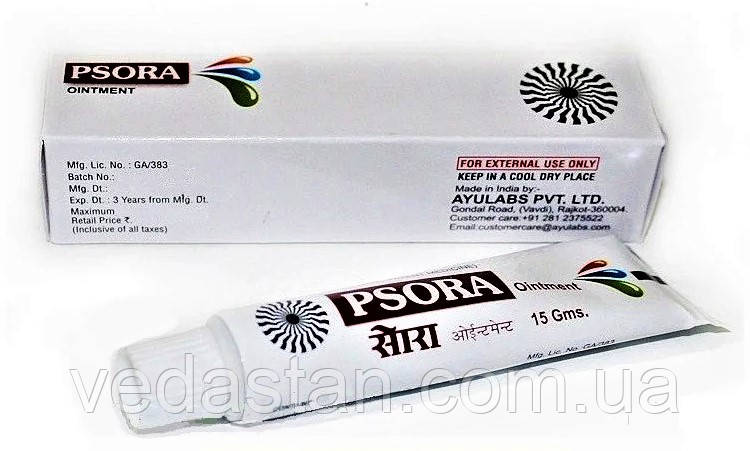 PSORA
OINTMENT
Mfg. Lic. No. : GA/383
Batch No.:
Mfg. Dt.:
Exp. Dt. : 3 Years from Mfg. Dt.
Maximum
Retail Price ₹.
(Inclusive of all taxes)
FOR EXTERNAL USE ONLY
KEEP IN A COOL DRY PLACE
Made in India by:-
AYULABS PVT. LTD.
Gondal Road, (Vavdi), Rajkot-360004.
Customer care:+91 281 2375522
Email:customercare@ayulabs.com
MEDICINE)
PSORA Ointment
सोरा ओईन्टमेन्ट 15 Gms.
Mfg. Lic. No. GA/383
vedastan.com.ua